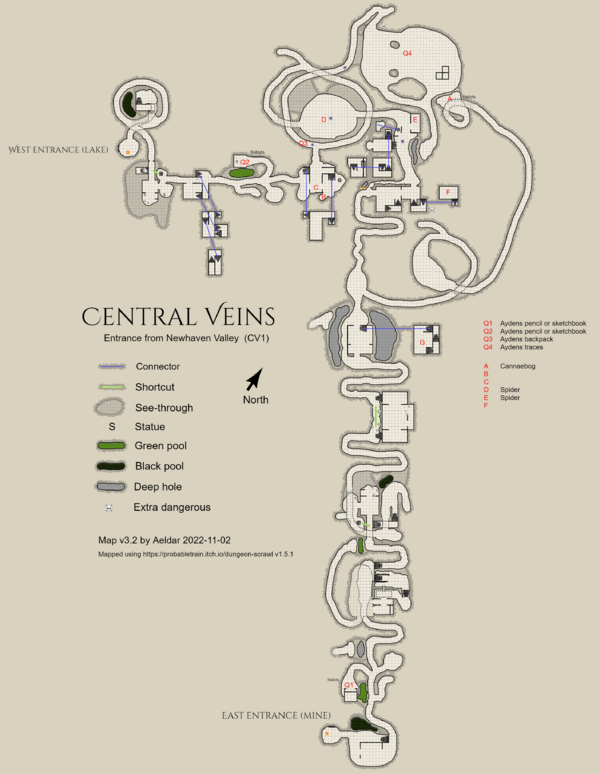 Q4
A
E
D
WEST ENTRANCE (LAKE)
Q3
Q2
C
B
F
CENTRAL VEINS
Entrance from Newhaven Valley (CV1)
G
Q1 Aydens pencil or sketchbook
Q2 Aydens pencil or sketchbook
Q3 Aydens backpack
Q4 Aydens traces
A Cannaebog
B
C
D Spider
E Spider
F
Connector
Shortcut
See-through
S Statue
Green pool
Black pool
Deep hole
Extra dangerous
North
Map v3.2 by Aeldar 2022-11-02
Mapped using https://probabletrain.itch.io/dungeon-scrawl v1.5.1
Q1
EAST ENTRANCE (MINE)